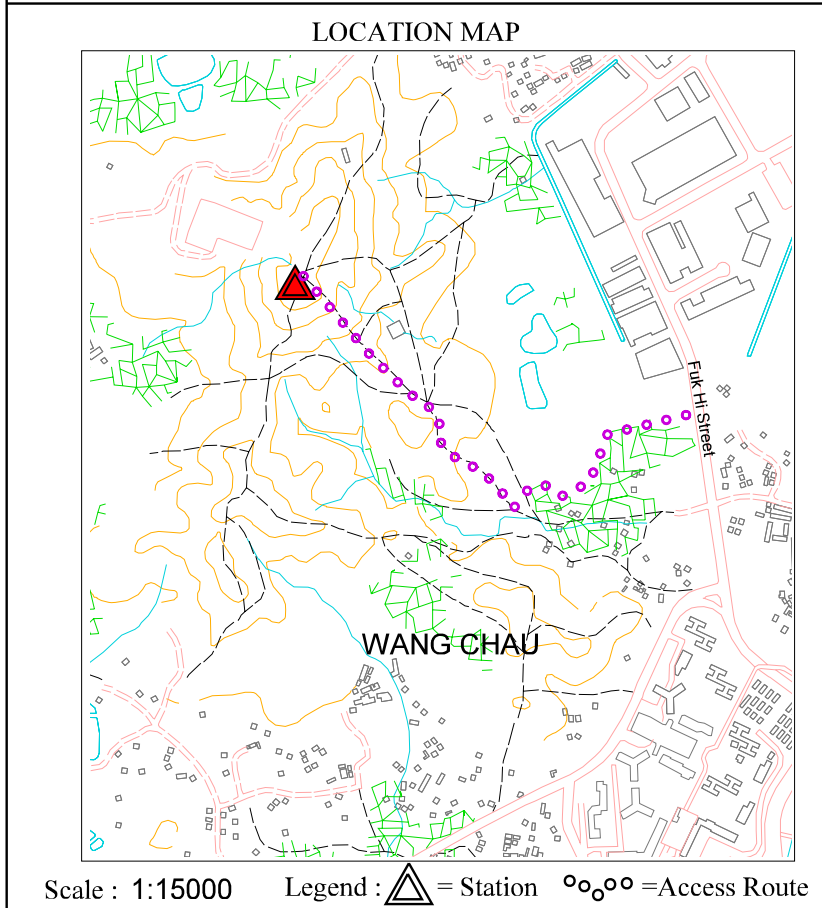 LOCATION MAP
Fuk Hi Street
WANG CHAU
Scale : 1:15000 Legend : = Station =Access Route